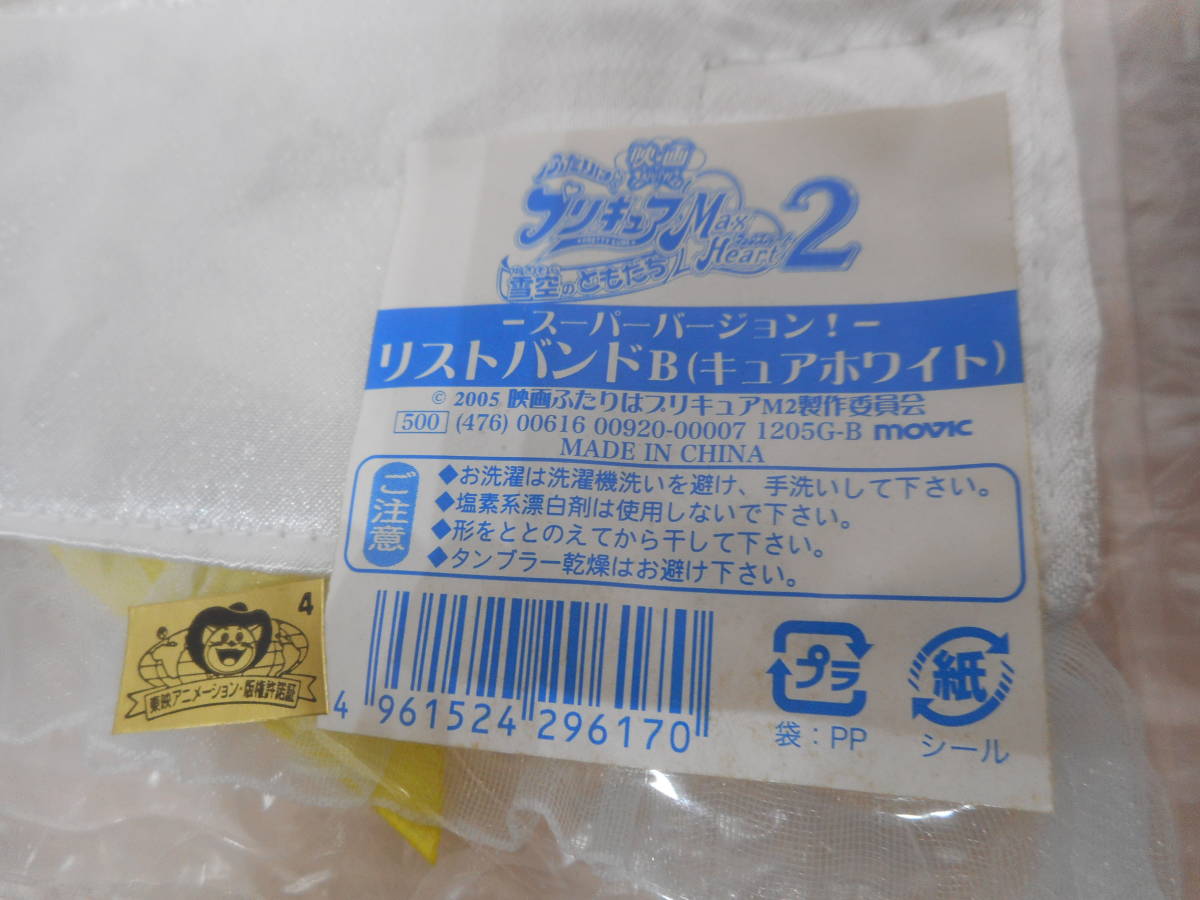 映画
ふたりは
プリキュア Max Heart 2
雪空のともだち
-スーパーバージョン!-
リストバンドB(キュアホワイト)
© 2005 映画ふたりはプリキュアM2製作委員会
500 (476) 00616 00920-00007 1205G-B movic
MADE IN CHINA
ご注意
◆お洗濯は洗濯機洗いを避け、手洗いして下さい。
◆塩素系漂白剤は使用しないで下さい。
◆形をととのえてから干して下さい。
◆タンブラー乾燥はお避け下さい。
4 961524 296170
プラ
袋:PP
紙
シール
4
東映アニメーション・版権許諾証